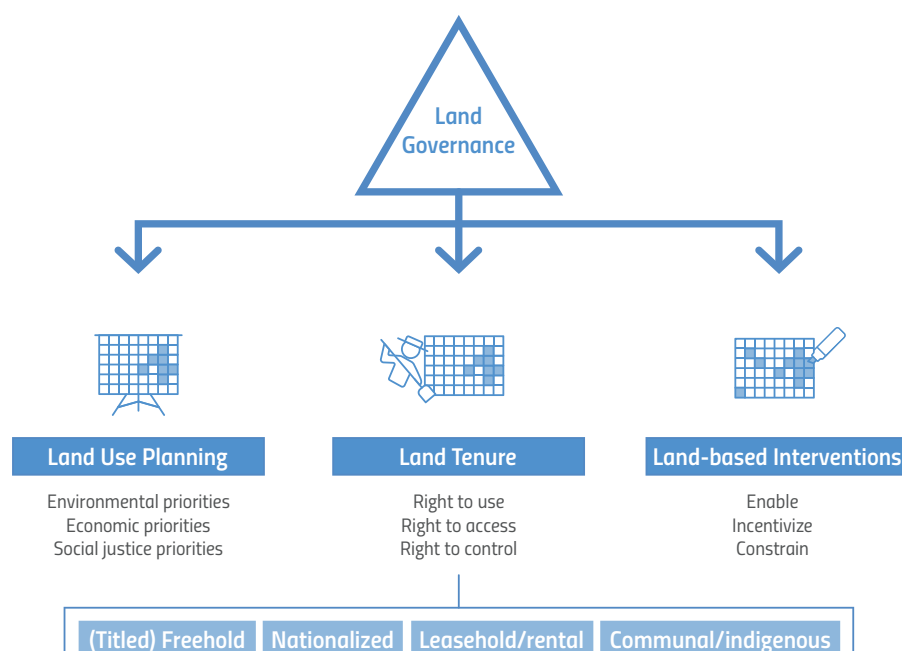 Land
Governance
Land Use Planning
Environmental priorities
Economic priorities
Social justice priorities
Land Tenure
Right to use
Right to access
Right to control
Land-based Interventions
Enable
Incentivize
Constrain
(Titled) Freehold Nationalized Leasehold/rental Communal/indigenous